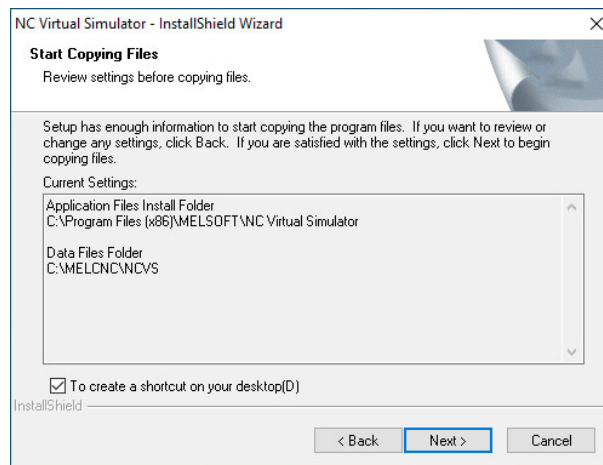 NC Virtual Simulator - InstallShield Wizard
Start Copying Files
Review settings before copying files.
Setup has enough information to start copying the program files. If you want to review or
change any settings, click Back. If you are satisfied with the settings, click Next to begin
copying files.
Current Settings:
Application Files Install Folder
C:\Program Files (x86)\MELSOFT\NC Virtual Simulator
Data Files Folder
C:\MELCNC\NCVS
To create a shortcut on your desktop(D)
InstallShield
< Back
Next >
Cancel